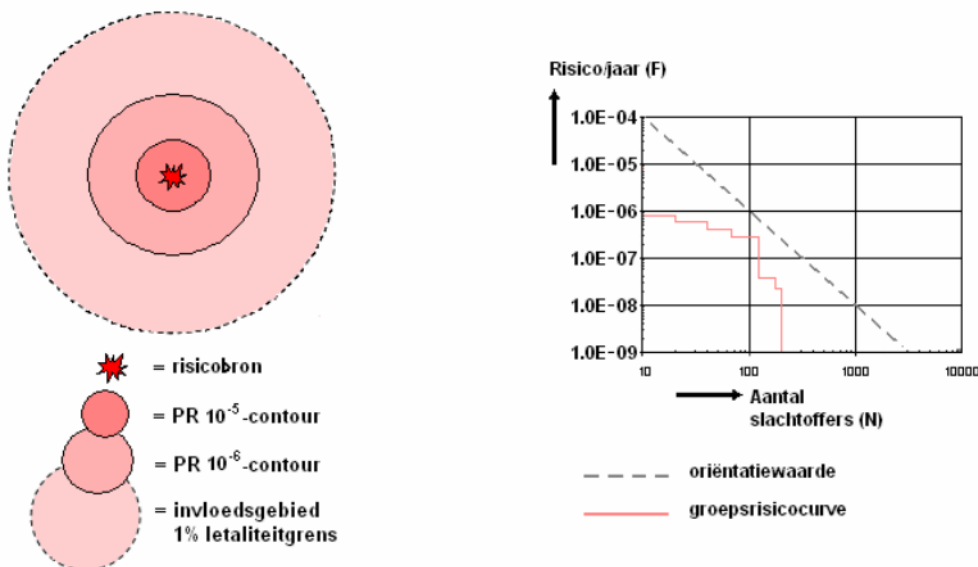 = risicobron
= PR 10⁻⁵-contour
= PR 10⁻⁶-contour
= invloedsgebied
1% letaliteitgrens
Risico/jaar (F)
1.0E-04
1.0E-05
1.0E-06
1.0E-07
1.0E-08
1.0E-09
10
100
1000
10000
Aantal
slachtoffers (N)
oriëntatiewaarde
groepsrisicocurve